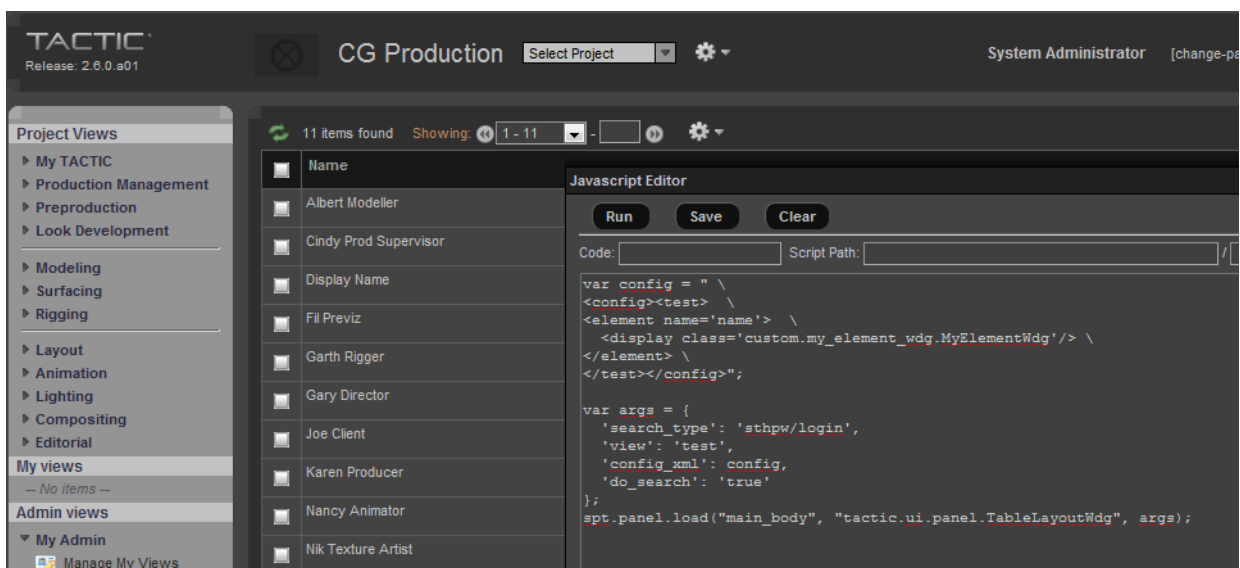 TACTIC
Release: 2.6.0.a01
CG Production
Select Project
System Administrator
[change-pa
Project Views
My TACTIC
Production Management
Preproduction
Look Development
Modeling
Surfacing
Rigging
Layout
Animation
Lighting
Compositing
Editorial
My views
-- No items --
Admin views
My Admin
Manage My Views
11 items found Showing: 1 - 11 -
Name
Albert Modeller
Cindy Prod Supervisor
Display Name
Fil Previz
Garth Rigger
Gary Director
Joe Client
Karen Producer
Nancy Animator
Nik Texture Artist
Javascript Editor
Run Save Clear
Code: Script Path: /
var config = " \
<config><test>  \
<element name='name'>  \
  <display class='custom.my_element_wdg.MyElementWdg'/> \
</element> \
</test></config>";
var args = {
  'search_type': 'sthpw/login',
  'view': 'test',
  'config_xml': config,
  'do_search': 'true'
};
spt.panel.load("main_body", "tactic.ui.panel.TableLayoutWdg", args);